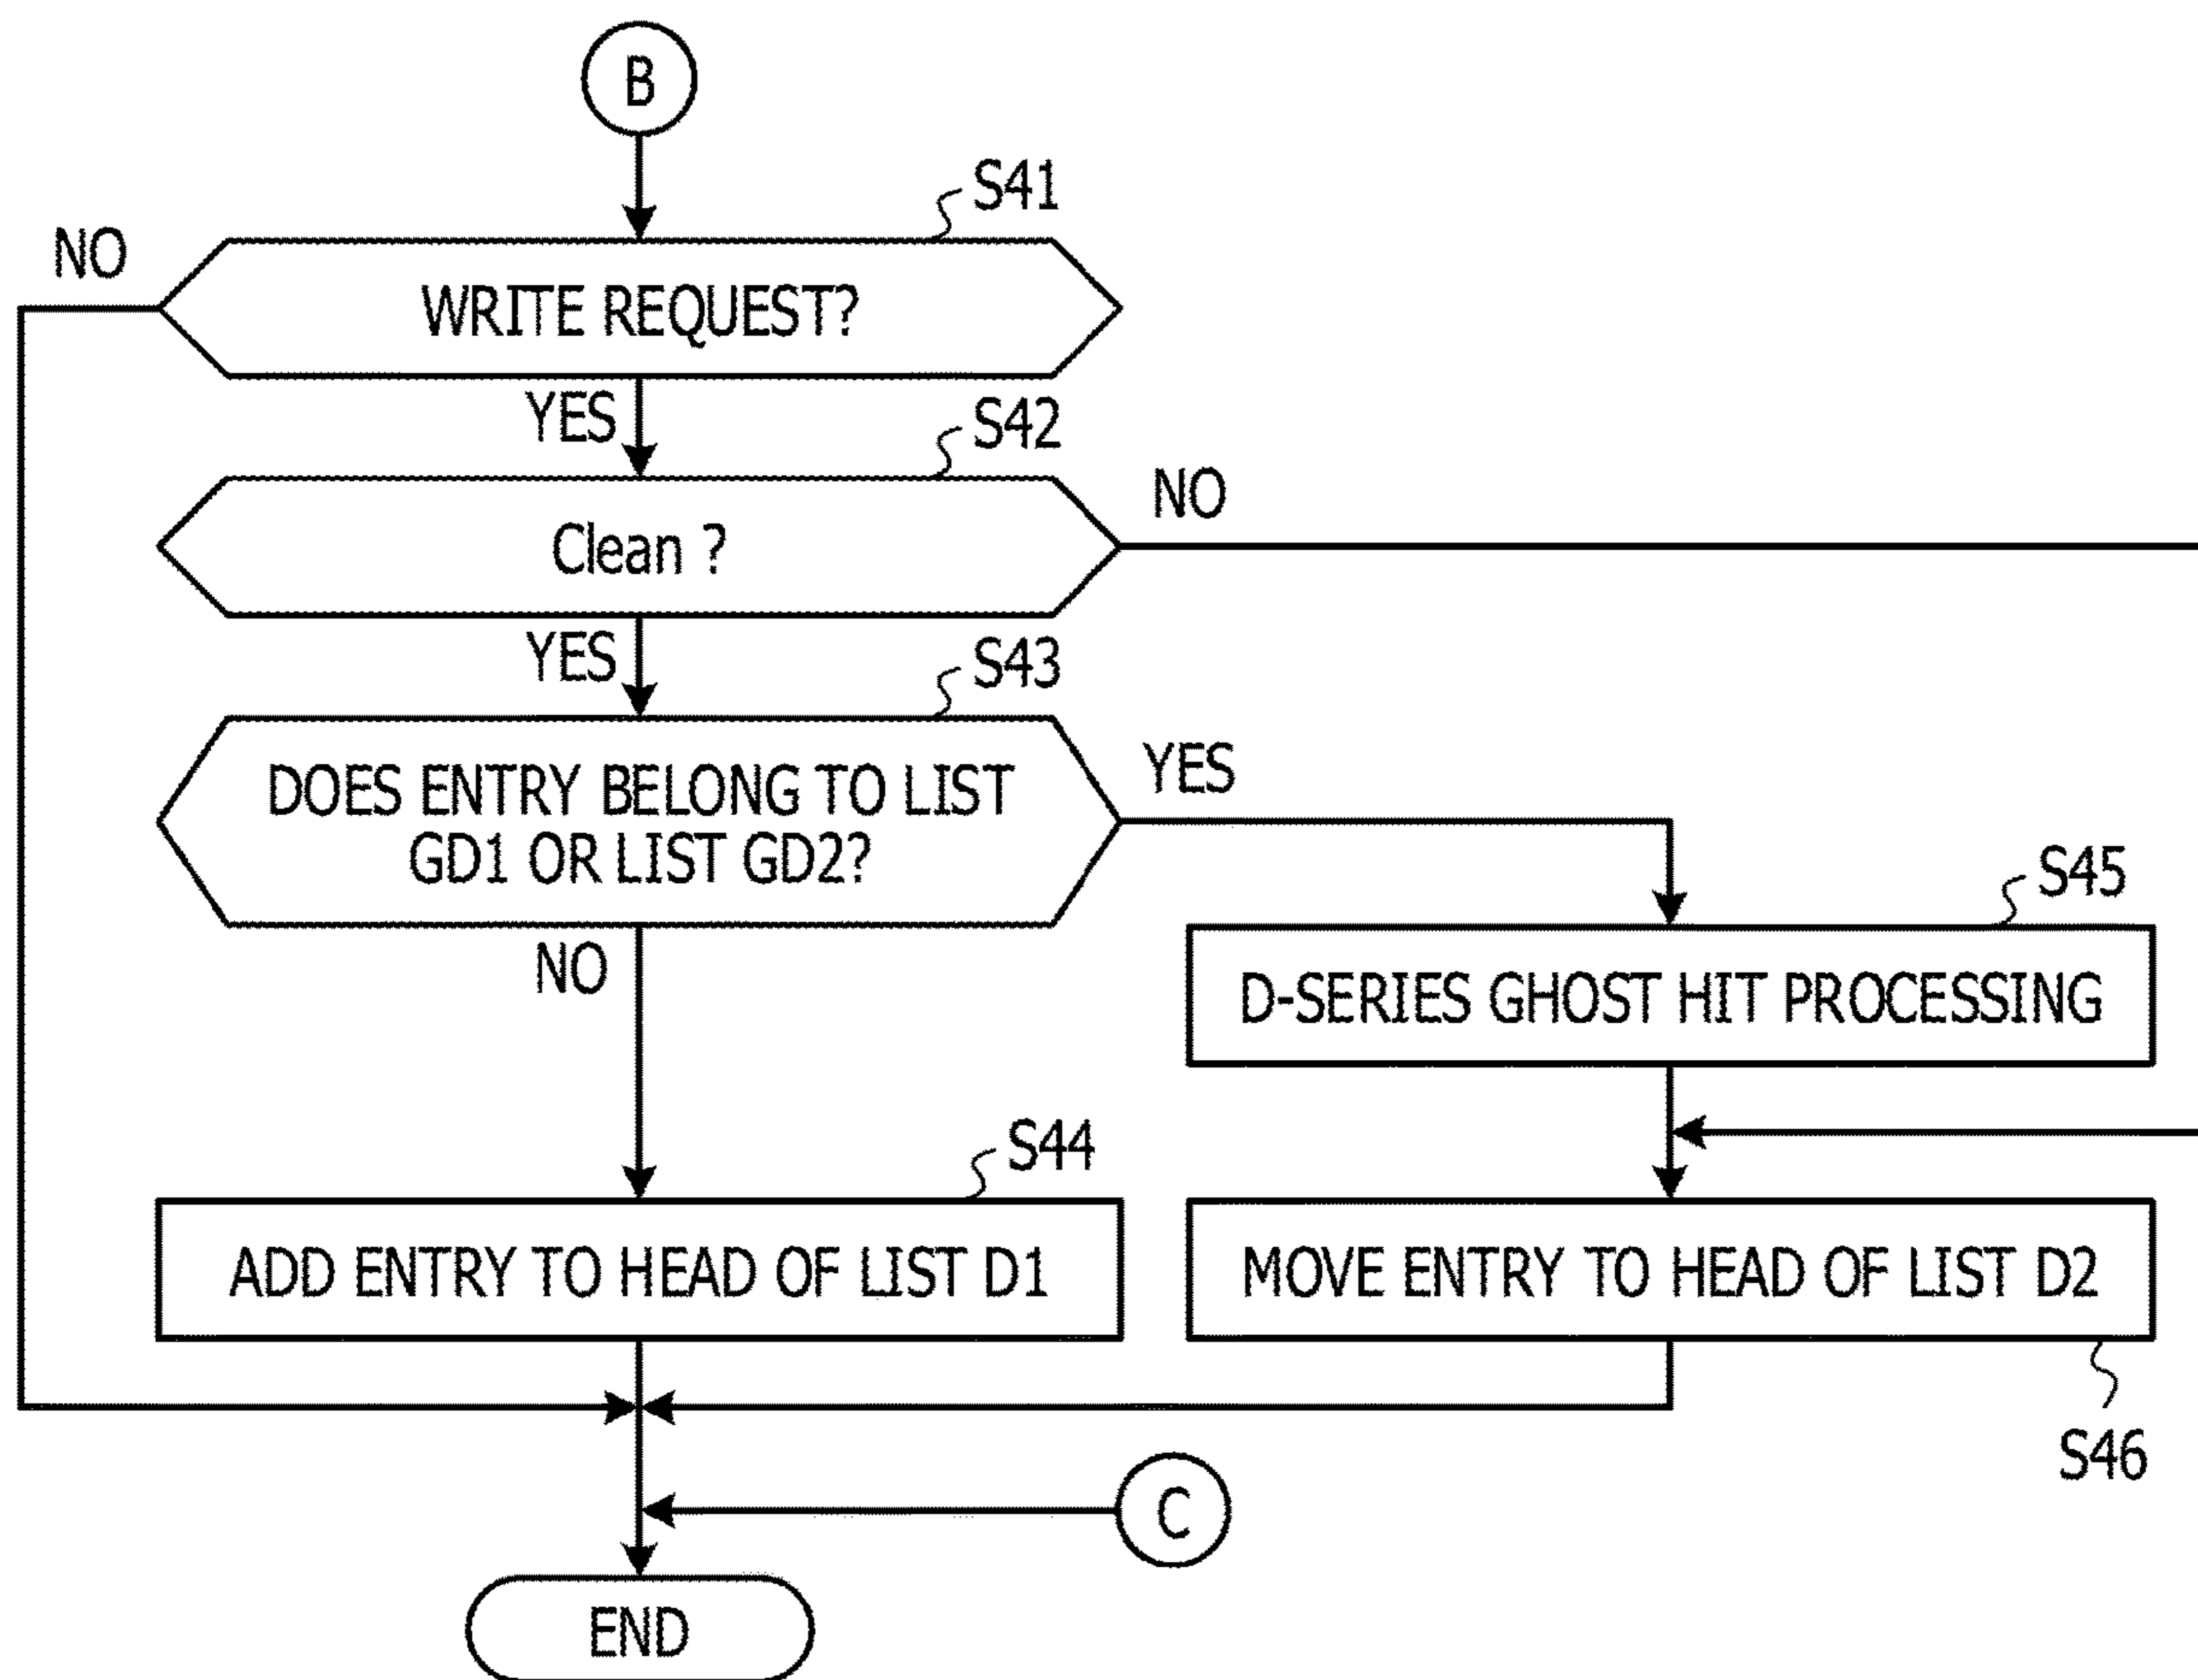 B
S41
NO
WRITE REQUEST?
YES
S42
NO
Clean ?
YES
S43
DOES ENTRY BELONG TO LIST
GD1 OR LIST GD2?
YES
NO
S45
D-SERIES GHOST HIT PROCESSING
S44
ADD ENTRY TO HEAD OF LIST D1
MOVE ENTRY TO HEAD OF LIST D2
S46
C
END